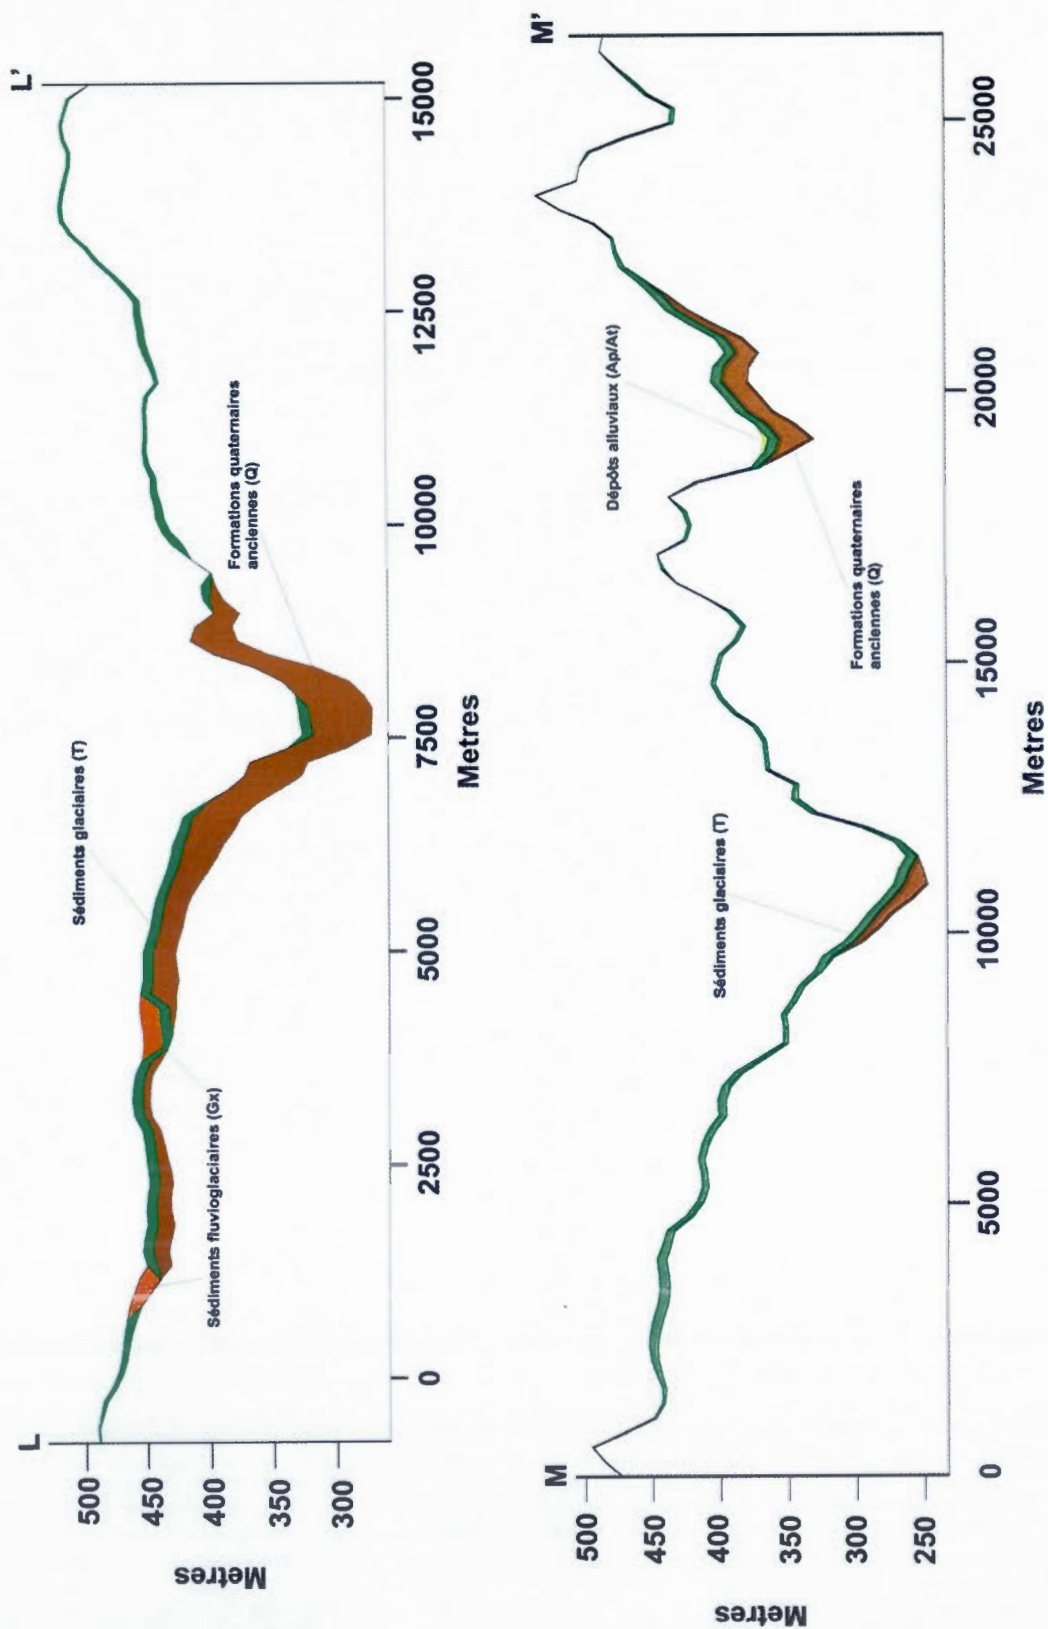 L
L'
500
450
400
350
300
Metres
Sédiments glaciaires (T)
Formations quaternaires
anciennes (Q)
Sédiments fluvioglaciaires (Gx)
0
2500
5000
7500
10000
12500
15000
Metres
M
M'
500
450
400
350
300
250
Metres
Dépôts alluviaux (Ap/At)
Sédiments glaciaires (T)
Formations quaternaires
anciennes (Q)
0
5000
10000
15000
20000
25000
Metres